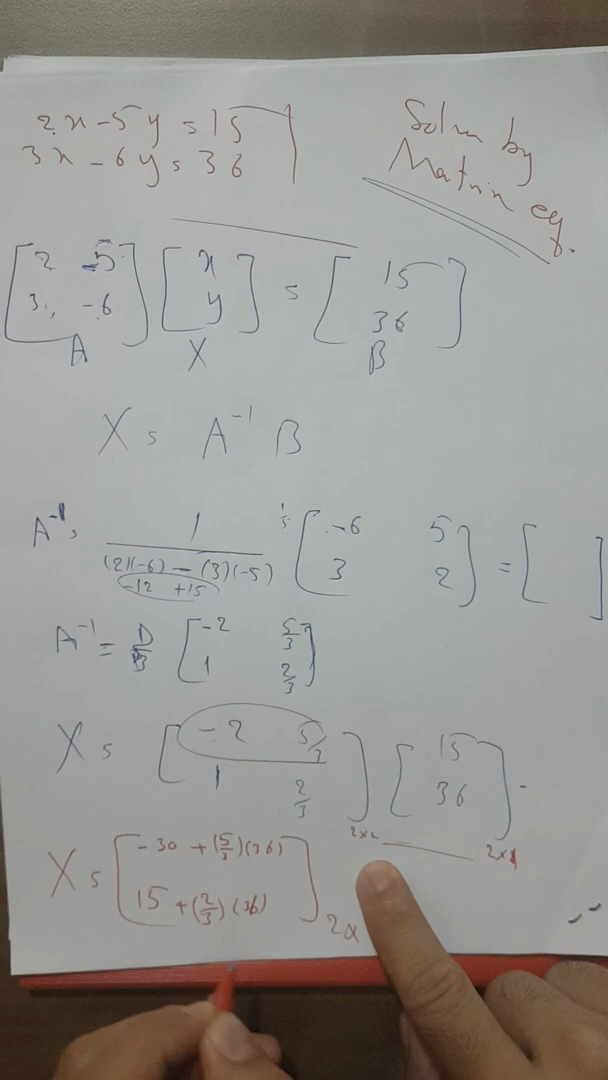 2x - 5y = 15
3x - 6y = 36
Solve by
Matrix eq.
[2 -5] [x] = [15]
[3 -6] [y] [36]
A X B
X = A⁻¹ B
A⁻¹ = 1 / (2)(-6) - (3)(-5) [-6 5] = [ ]
-12 +15 [3 2]
A⁻¹ = [-2 5/3]
[1 2/3]
X = [-2 5/3] [15]
[1 2/3] [36]
2x2 2x1
X = [-30 + (5/3)(36)]
[15 + (2/3)(36)]